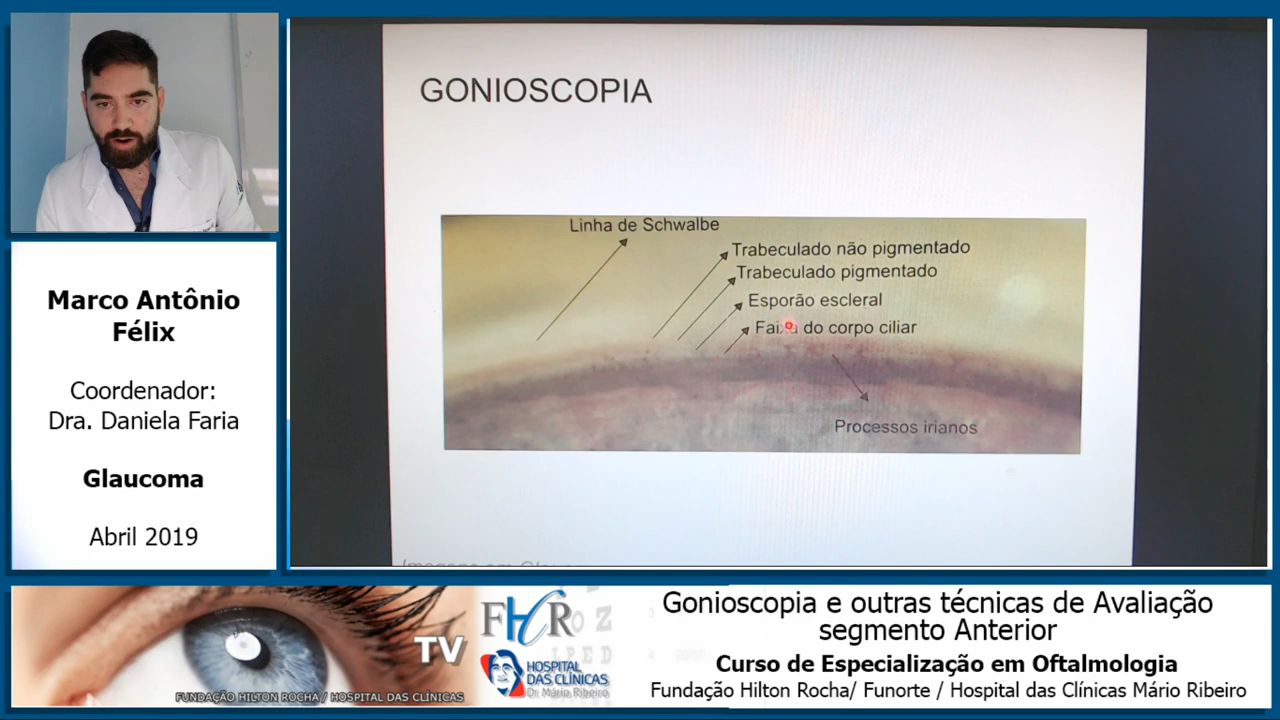 GONIOSCOPIA
Linha de Schwalbe
Trabeculado não pigmentado
Trabeculado pigmentado
Esporão escleral
Faixa do corpo ciliar
Processos irianos
Marco Antônio
Félix
Coordenador:
Dra. Daniela Faria
Glaucoma
Abril 2019
TV
FUNDAÇÃO HILTON ROCHA / HOSPITAL DAS CLÍNICAS
FHR
HOSPITAL
DAS CLÍNICAS
Dr. Mário Ribeiro
Gonioscopia e outras técnicas de Avaliação
segmento Anterior
Curso de Especialização em Oftalmologia
Fundação Hilton Rocha/ Funorte / Hospital das Clínicas Mário Ribeiro